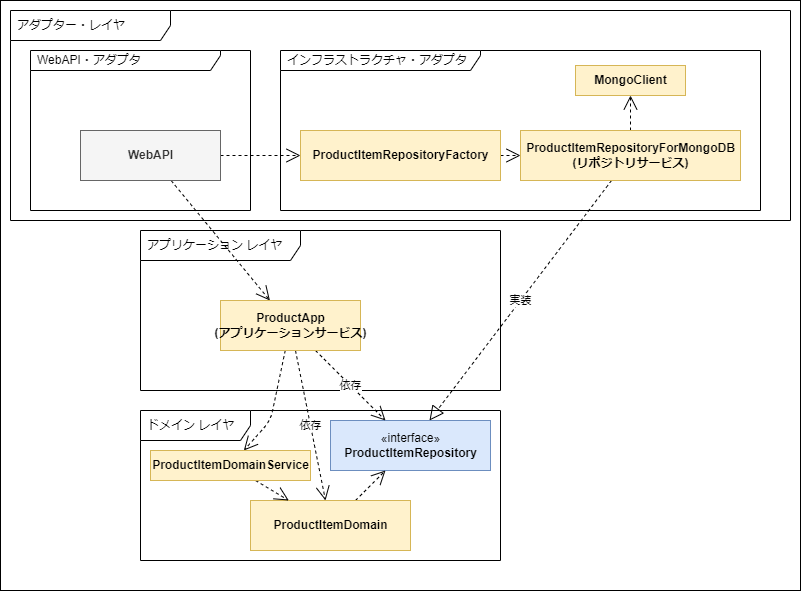 アダプター・レイヤ
WebAPI・アダプタ
インフラストラクチャ・アダプタ
MongoClient
WebAPI
ProductItemRepositoryFactory
ProductItemRepositoryForMongoDB
(リポジトリサービス)
アプリケーション レイヤ
実装
ProductApp
(アプリケーションサービス)
依存
ドメイン レイヤ
依存
«interface»
ProductItemRepository
ProductItemDomainService
ProductItemDomain